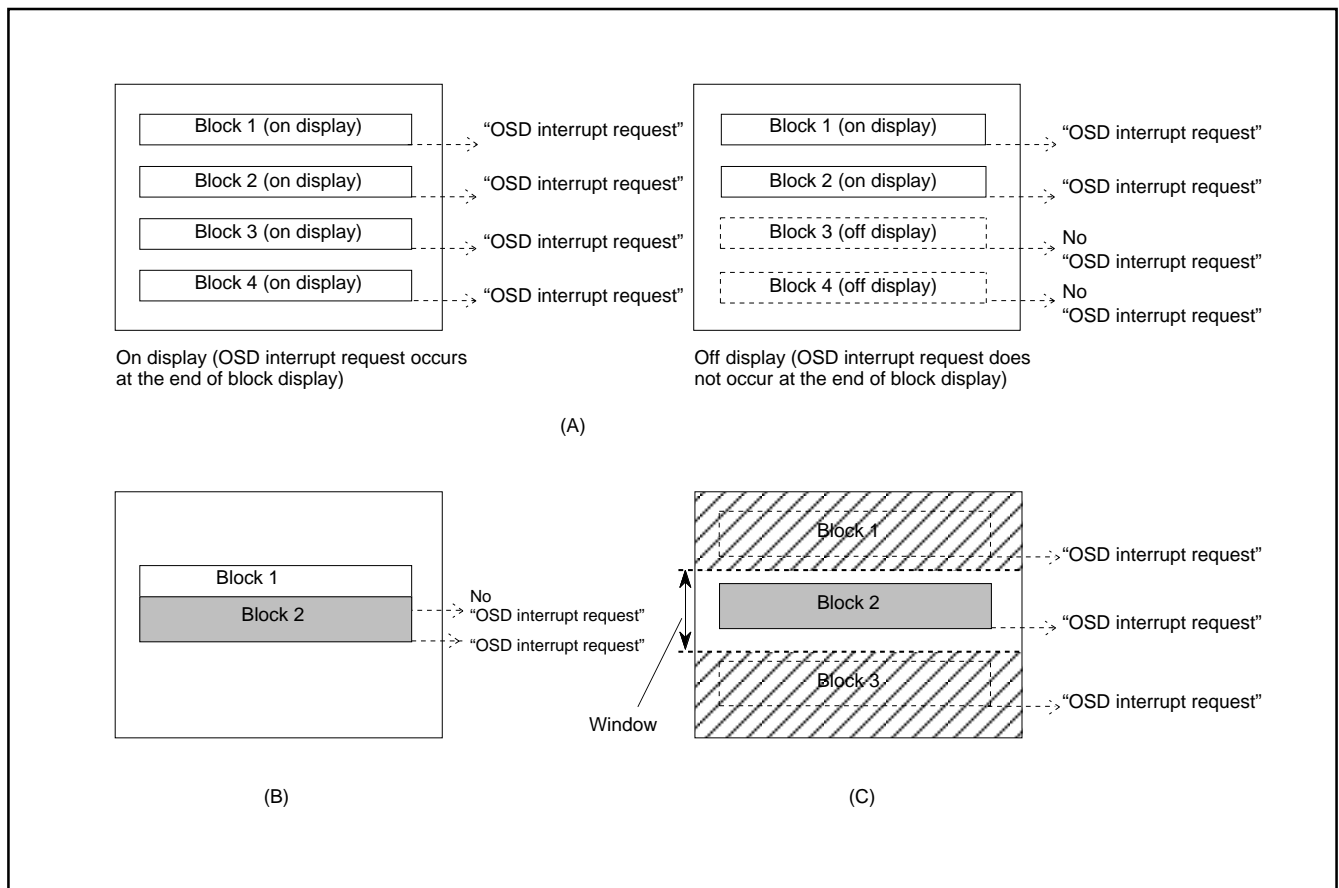 Block 1 (on display)
“OSD interrupt request”
Block 2 (on display)
“OSD interrupt request”
Block 3 (on display)
“OSD interrupt request”
Block 4 (on display)
“OSD interrupt request”
On display (OSD interrupt request occurs
at the end of block display)
Block 1 (on display)
“OSD interrupt request”
Block 2 (on display)
“OSD interrupt request”
Block 3 (off display)
No
“OSD interrupt request”
Block 4 (off display)
No
“OSD interrupt request”
Off display (OSD interrupt request does
not occur at the end of block display)
(A)
Block 1
Block 2
No
“OSD interrupt request”
“OSD interrupt request”
(B)
Block 1
“OSD interrupt request”
Block 2
“OSD interrupt request”
Block 3
“OSD interrupt request”
Window
(C)